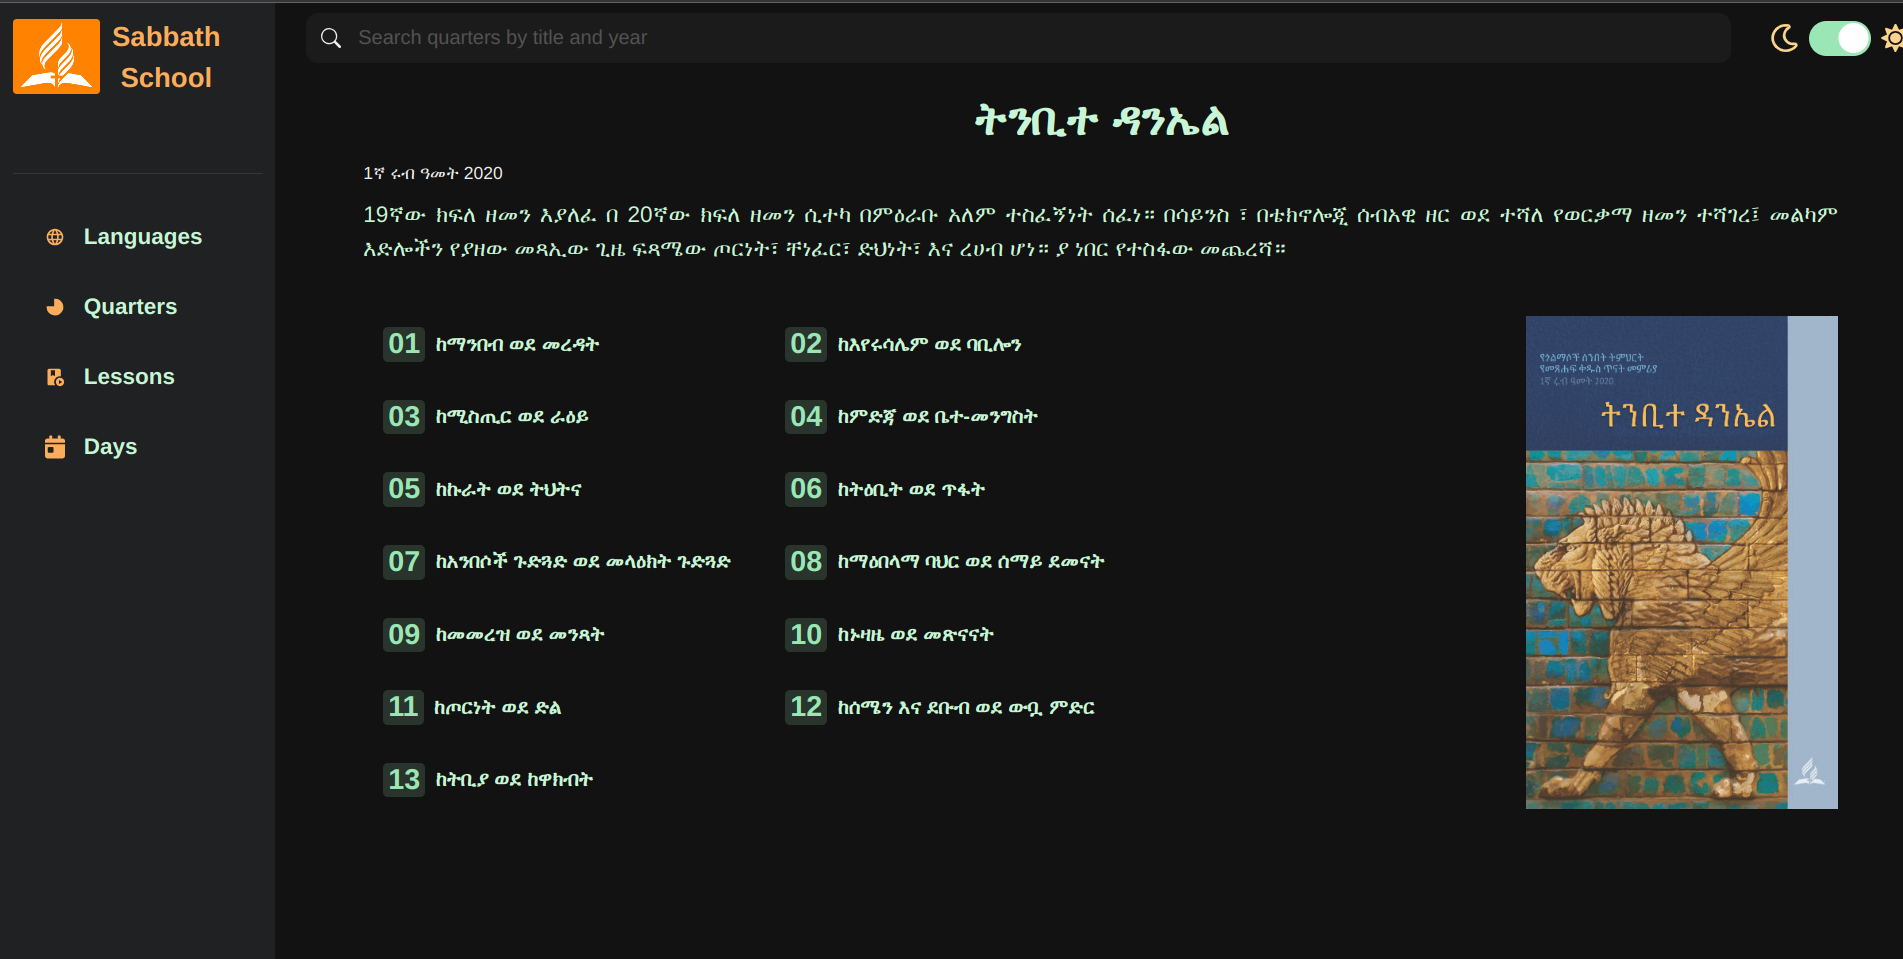 Sabbath
School
Search quarters by title and year
Languages
Quarters
Lessons
Days
ትንቢተ ዳንኤል
1ኛ ሩብ ዓመት 2020
19ኛው ክፍለ ዘመን እያለፈ በ 20ኛው ክፍለ ዘመን ሲተካ በምዕራቡ አለም ተስፈኝነት ሰፈነ። በሳይንስ ፣ በቴክኖሎጂ ሰብአዊ ዘር ወደ ተሻለ የወርቃማ ዘመን ተሻገረ፤ መልካም
እድሎችን የያዘው መጻኢው ጊዜ ፍጻሜው ጦርነት፣ ቸነፈር፣ ድህነት፣ እና ረሀብ ሆነ። ያ ነበር የተስፋው መጨረሻ።
01 ከማንበብ ወደ መረዳት
02 ከእየሩሳሌም ወደ ባቢሎን
03 ከሚስጢር ወደ ራዕይ
04 ከምድጃ ወደ ቤተ-መንግስት
05 ከኩራት ወደ ትህትና
06 ከትዕቢት ወደ ጥፋት
07 ከአንበሶች ጉድጓድ ወደ መላዕክት ጉድጓድ
08 ከማዕበላማ ባህር ወደ ሰማይ ደመናት
09 ከመመረዝ ወደ መንጻት
10 ከኑዛዜ ወደ መጽናናት
11 ከጦርነት ወደ ድል
12 ከሰሜን እና ደቡብ ወደ ውቧ ምድር
13 ከትቢያ ወደ ከዋክብት
የጎልማሶች ሰንበት ትምህርት
የመጽሐፍ ቅዱስ ጥናት መምሪያ
1ኛ ሩብ ዓመት 2020
ትንቢተ ዳንኤል